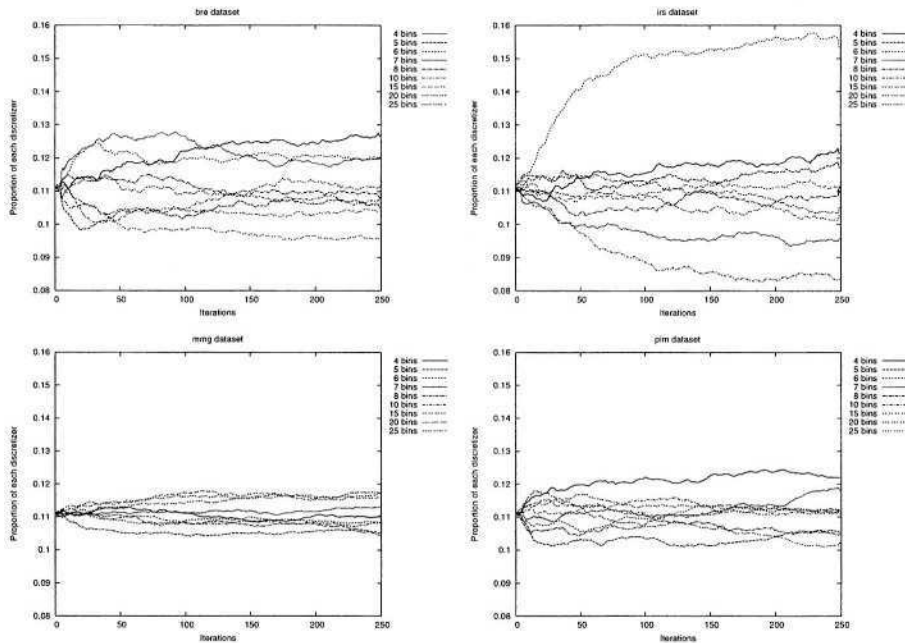 bre dataset
0.16
0.15
0.14
0.13
0.12
0.11
0.1
0.09
0.08
0
50
100
150
200
250
Iterations
Proportion of each discretizer
4 bins
5 bins
6 bins
7 bins
8 bins
10 bins
15 bins
20 bins
25 bins
irs dataset
0.16
0.15
0.14
0.13
0.12
0.11
0.1
0.09
0.08
0
50
100
150
200
250
Iterations
Proportion of each discretizer
4 bins
5 bins
6 bins
7 bins
8 bins
10 bins
15 bins
20 bins
25 bins
mmg dataset
0.16
0.15
0.14
0.13
0.12
0.11
0.1
0.09
0.08
0
50
100
150
200
250
Iterations
Proportion of each discretizer
4 bins
5 bins
6 bins
7 bins
8 bins
10 bins
15 bins
20 bins
25 bins
pim dataset
0.16
0.15
0.14
0.13
0.12
0.11
0.1
0.09
0.08
0
50
100
150
200
250
Iterations
Proportion of each discretizer
4 bins
5 bins
6 bins
7 bins
8 bins
10 bins
15 bins
20 bins
25 bins